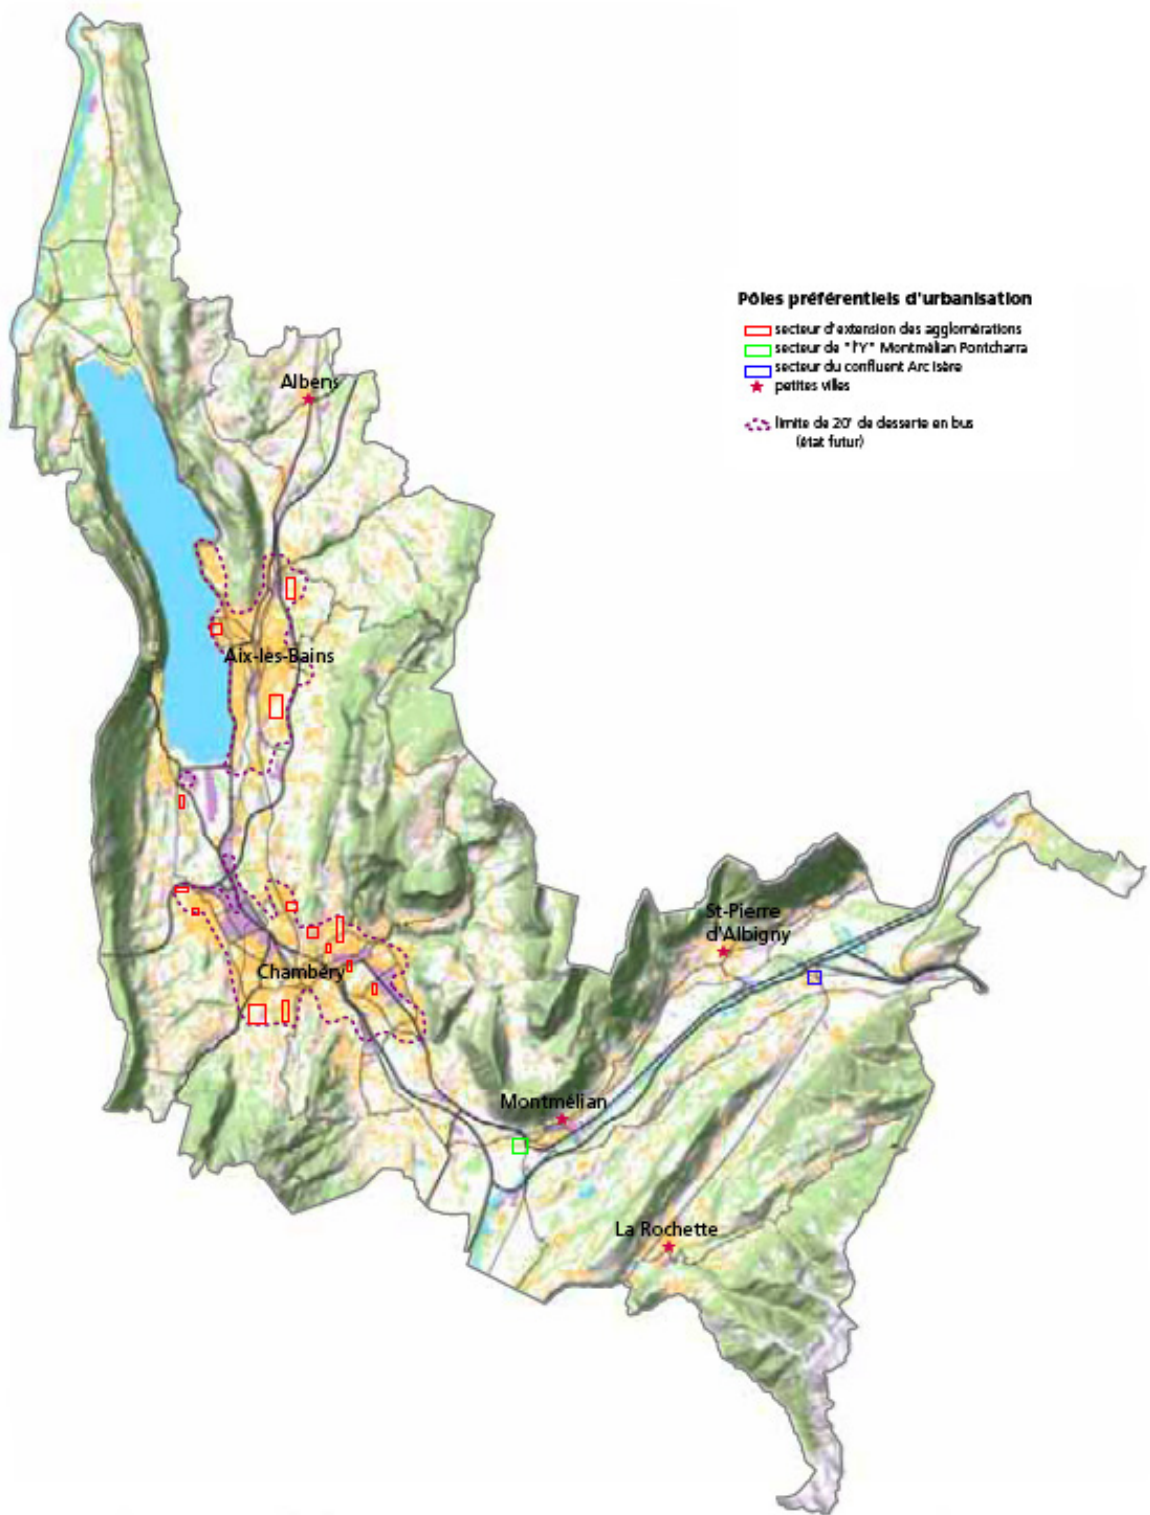 Pôles préférentiels d'urbanisation
secteur d'extension des agglomérations
secteur de "l'Y" Montmélian Pontcharra
secteur du confluent Arc Isère
petites villes
limite de 20' de desserte en bus
(état futur)
Albens
Aix-les-Bains
St-Pierre
d'Albigny
Chambéry
Montmélian
La Rochette